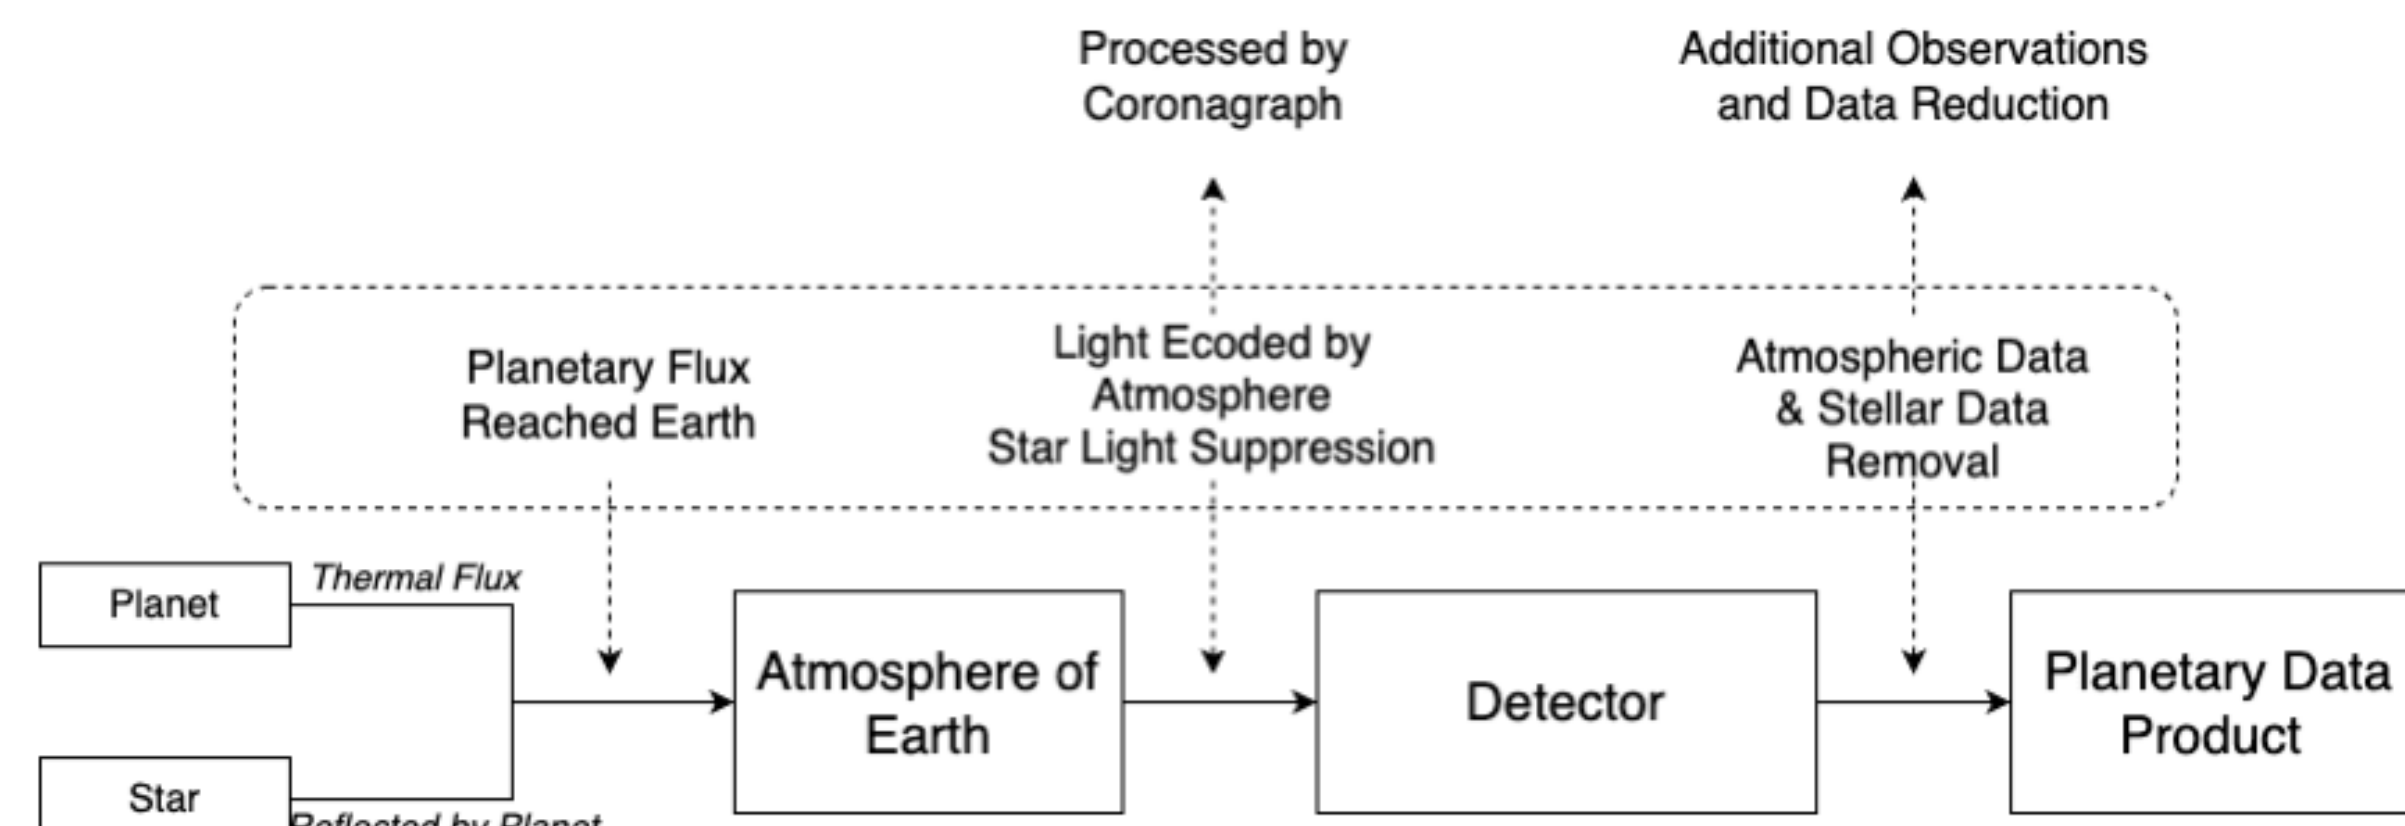 Processed by
Coronagraph
Additional Observations
and Data Reduction
Planetary Flux
Reached Earth
Light Ecoded by
Atmosphere
Star Light Suppression
Atmospheric Data
& Stellar Data
Removal
Planet
Thermal Flux
Star
Reflected by Planet
Atmosphere of
Earth
Detector
Planetary Data
Product